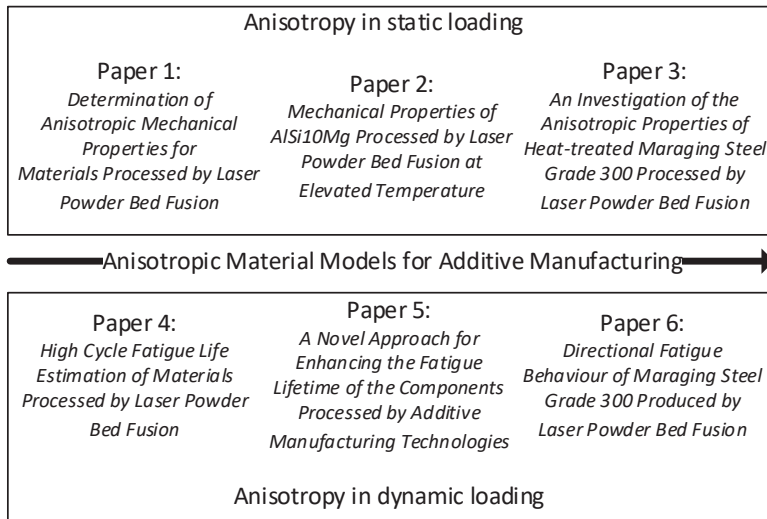 Anisotropy in static loading
Paper 1:
Determination of
Anisotropic Mechanical
Properties for
Materials Processed by Laser
Powder Bed Fusion
Paper 2:
Mechanical Properties of
AlSi10Mg Processed by Laser
Powder Bed Fusion at
Elevated Temperature
Paper 3:
An Investigation of the
Anisotropic Properties of
Heat-treated Maraging Steel
Grade 300 Processed by
Laser Powder Bed Fusion
Anisotropic Material Models for Additive Manufacturing
Paper 4:
High Cycle Fatigue Life
Estimation of Materials
Processed by Laser Powder
Bed Fusion
Paper 5:
A Novel Approach for
Enhancing the Fatigue
Lifetime of the Components
Processed by Additive
Manufacturing Technologies
Paper 6:
Directional Fatigue
Behaviour of Maraging Steel
Grade 300 Produced by
Laser Powder Bed Fusion
Anisotropy in dynamic loading